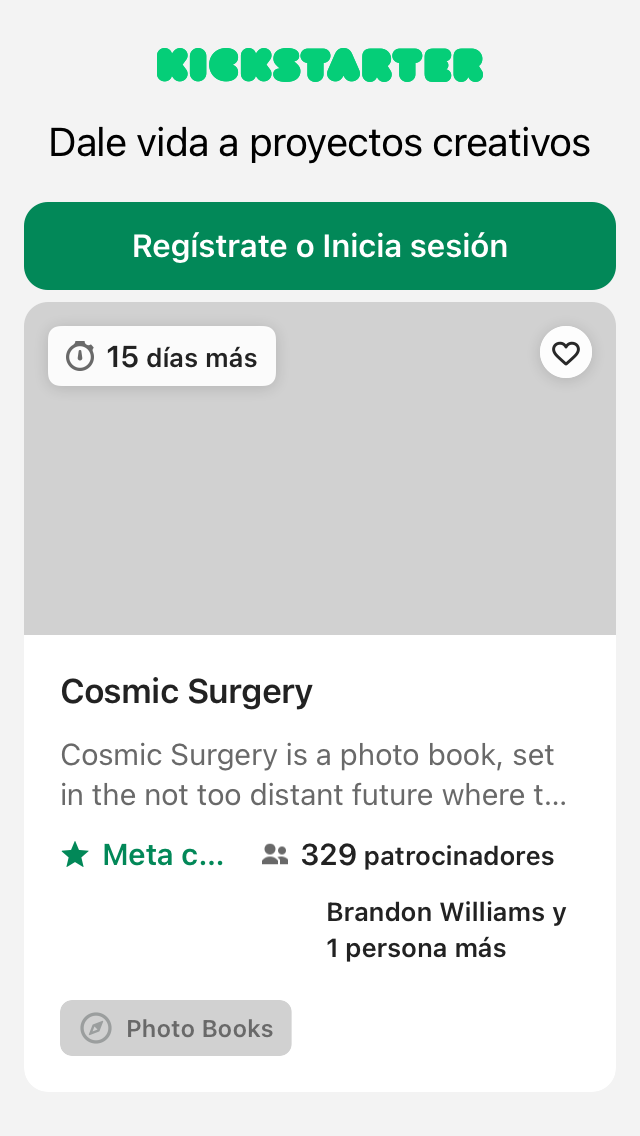 KICKSTARTER
Dale vida a proyectos creativos
Regístrate o Inicia sesión
15 días más
Cosmic Surgery
Cosmic Surgery is a photo book, set
in the not too distant future where t...
Meta c...
329 patrocinadores
Brandon Williams y
1 persona más
Photo Books